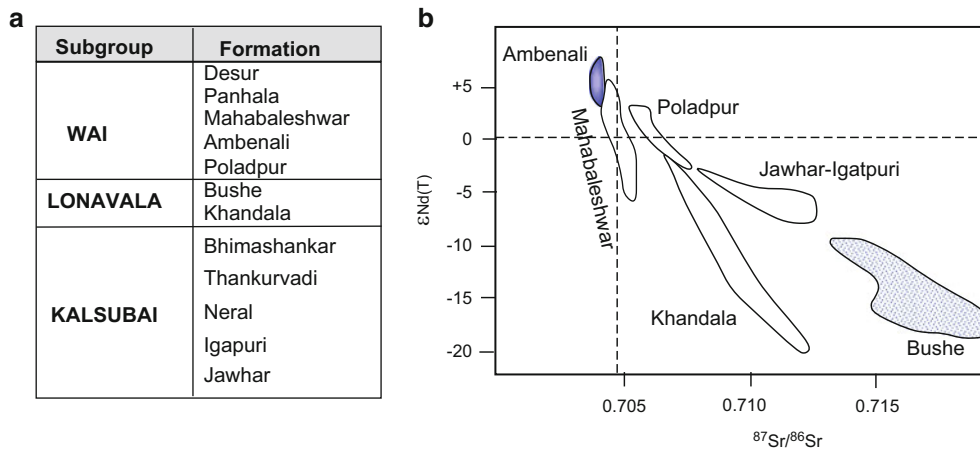 a
Subgroup Formation
WAI
Desur
Panhala
Mahabaleshwar
Ambenali
Poladpur
LONAVALA
Bushe
Khandala
KALSUBAI
Bhimashankar
Thankurvadi
Neral
Igapuri
Jawhar
b
Ambenali
Mahabaleshwar
Poladpur
Jawhar-Igatpuri
Khandala
Bushe
εNd(T)
+5
0
-5
-10
-15
-20
0.705 0.710 0.715
⁸⁷Sr/⁸⁶Sr